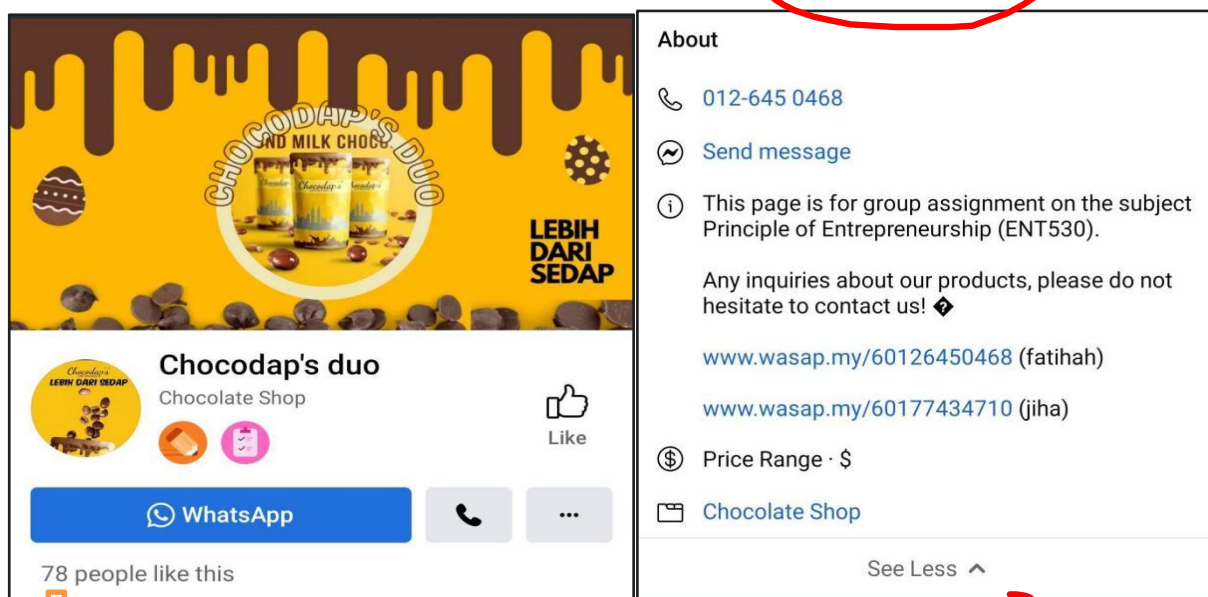 CHOCODAP'S DUO
OND MILK CHOCO
Chocodap's
LEBIH
DARI
SEDAP
Chocodap's
LEBIH DARI SEDAP
Chocodap's duo
Chocolate Shop
Like
WhatsApp
78 people like this
About
012-645 0468
Send message
This page is for group assignment on the subject
Principle of Entrepreneurship (ENT530).
Any inquiries about our products, please do not
hesitate to contact us! �
www.wasap.my/60126450468 (fatihah)
www.wasap.my/60177434710 (jiha)
Price Range · $
Chocolate Shop
See Less